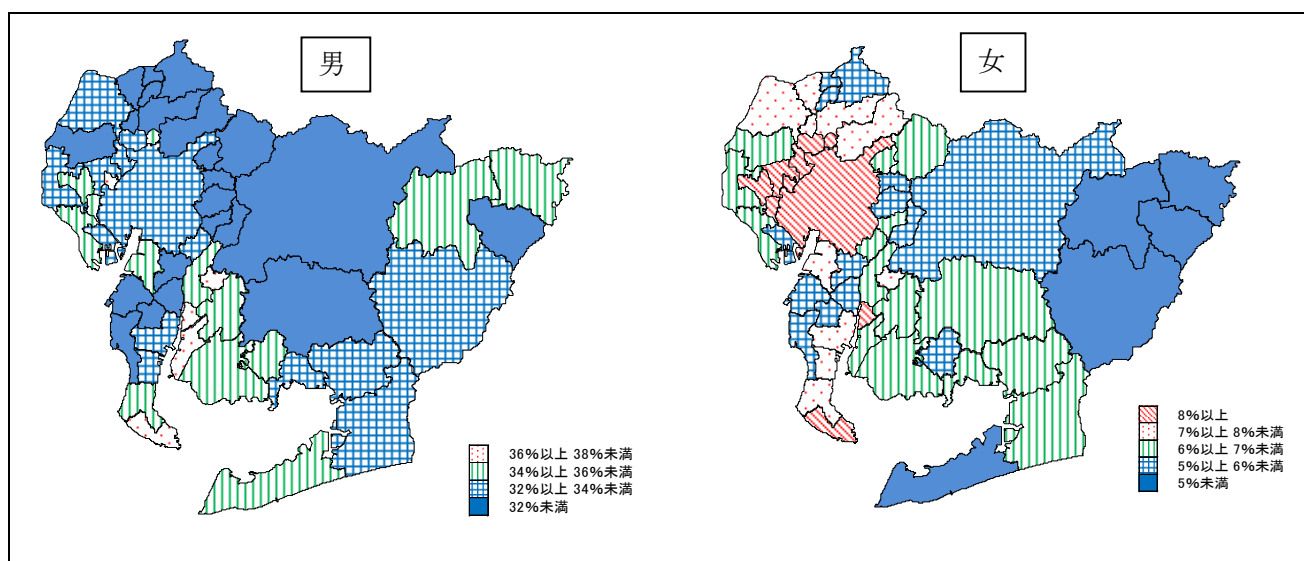 男
女
36%以上 38%未満
34%以上 36%未満
32%以上 34%未満
32%未満
8%以上
7%以上 8%未満
6%以上 7%未満
5%以上 6%未満
5%未満